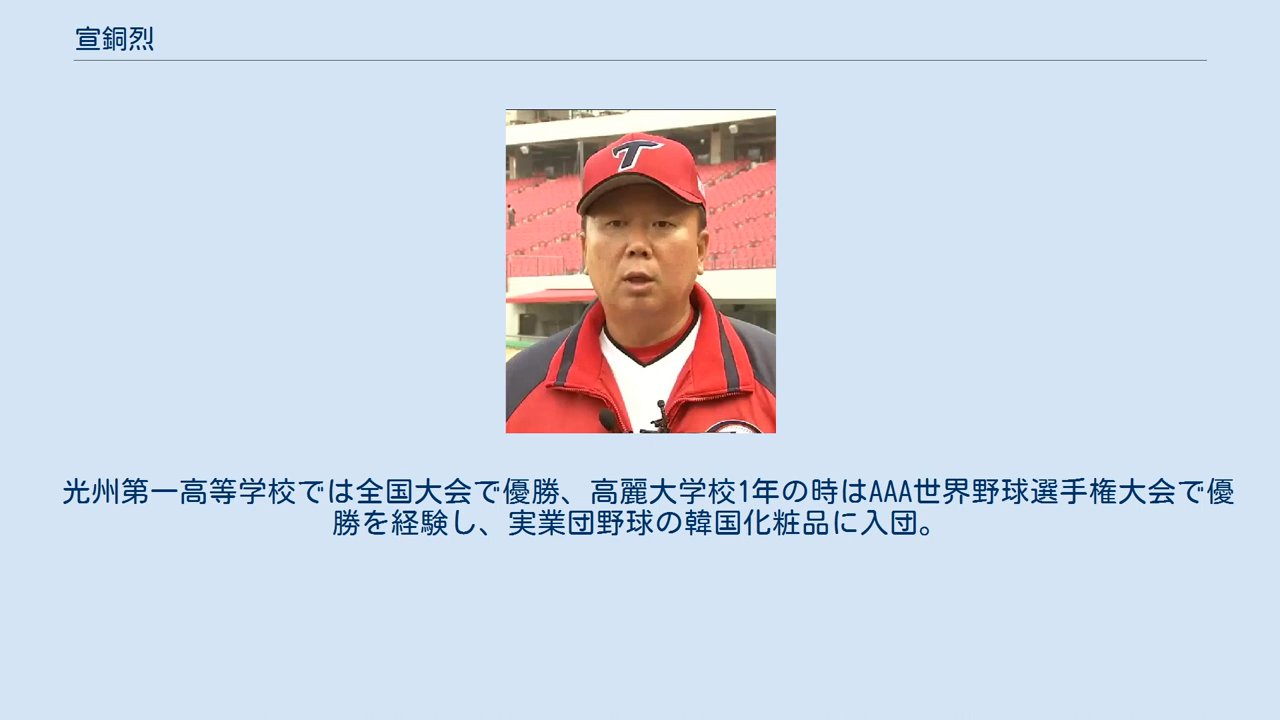 宣銅烈
T
光州第一高等学校では全国大会で優勝、高麗大学校1年の時はAAA世界野球選手権大会で優
勝を経験し、実業団野球の韓国化粧品に入団。